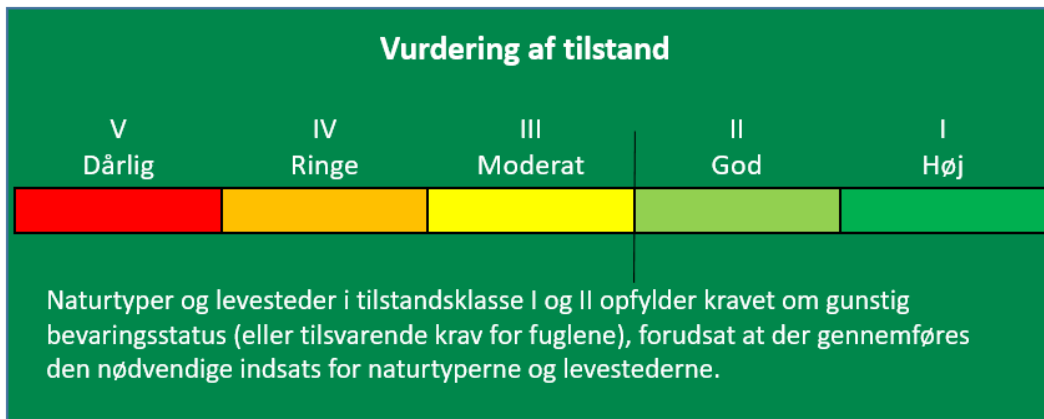 Vurdering af tilstand
V IV III II I
Dårlig Ringe Moderat God Høj
Naturtyper og levesteder i tilstandsklasse I og II opfylder kravet om gunstig
bevaringsstatus (eller tilsvarende krav for fuglene), forudsat at der gennemføres
den nødvendige indsats for naturtyperne og levestederne.